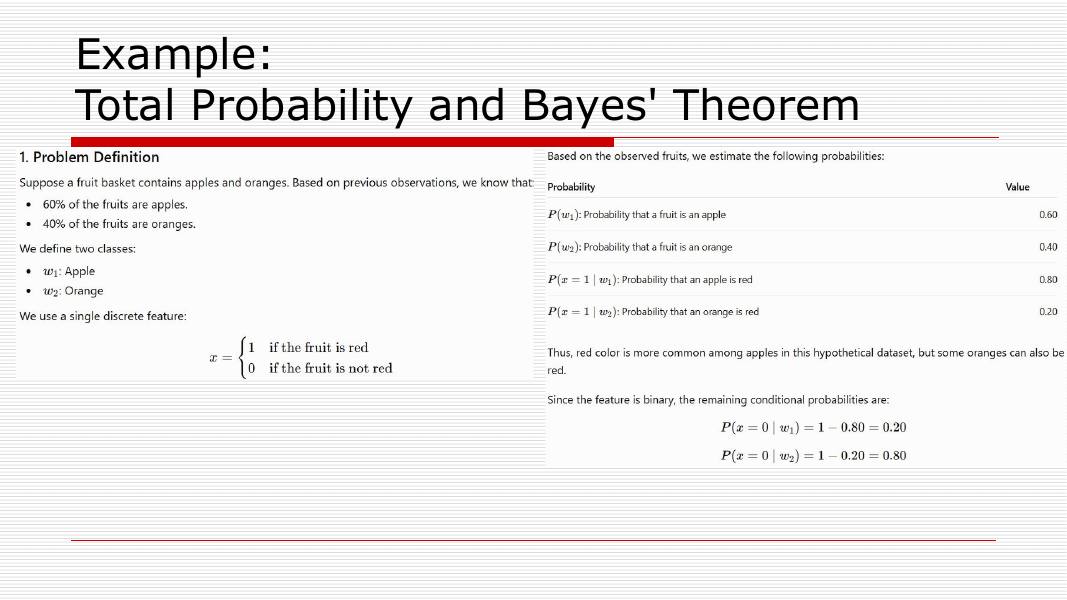 Example:
Total Probability and Bayes' Theorem
1. Problem Definition
Suppose a fruit basket contains apples and oranges. Based on previous observations, we know that:
• 60% of the fruits are apples.
• 40% of the fruits are oranges.
We define two classes:
• w₁: Apple
• w₂: Orange
We use a single discrete feature:
x = { 1 if the fruit is red
0 if the fruit is not red
Based on the observed fruits, we estimate the following probabilities:
Probability Value
P(w₁): Probability that a fruit is an apple 0.60
P(w₂): Probability that a fruit is an orange 0.40
P(x = 1 | w₁): Probability that an apple is red 0.80
P(x = 1 | w₂): Probability that an orange is red 0.20
Thus, red color is more common among apples in this hypothetical dataset, but some oranges can also be
red.
Since the feature is binary, the remaining conditional probabilities are:
P(x = 0 | w₁) = 1 − 0.80 = 0.20
P(x = 0 | w₂) = 1 − 0.20 = 0.80